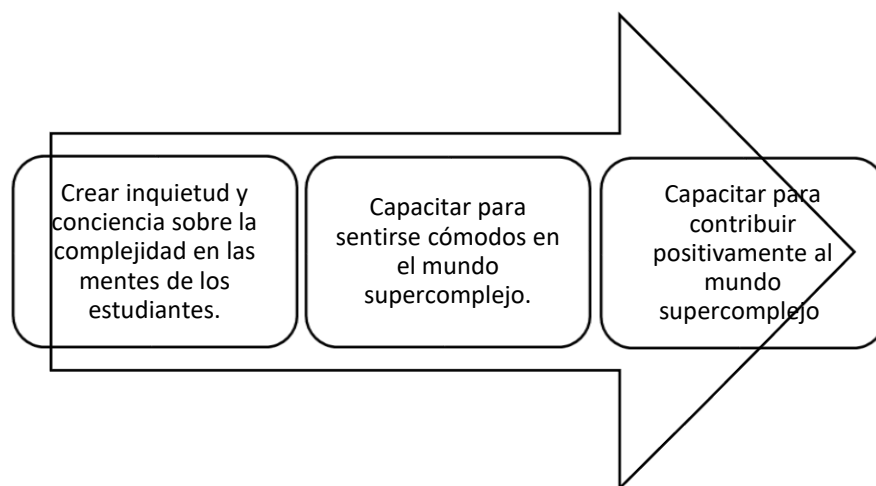 Crear inquietud y
conciencia sobre la
complejidad en las
mentes de los
estudiantes.
Capacitar para
sentirse cómodos en
el mundo
supercomplejo.
Capacitar para
contribuir
positivamente al
mundo
supercomplejo